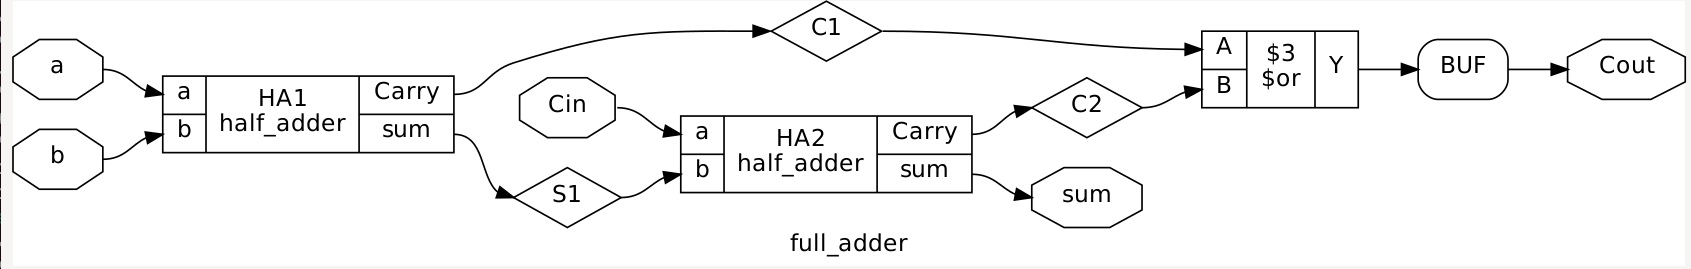 a
b
a
b
HA1
half_adder
Carry
sum
C1
Cin
S1
a
b
HA2
half_adder
Carry
sum
C2
sum
A
B
$3
$or
Y
BUF
Cout
full_adder